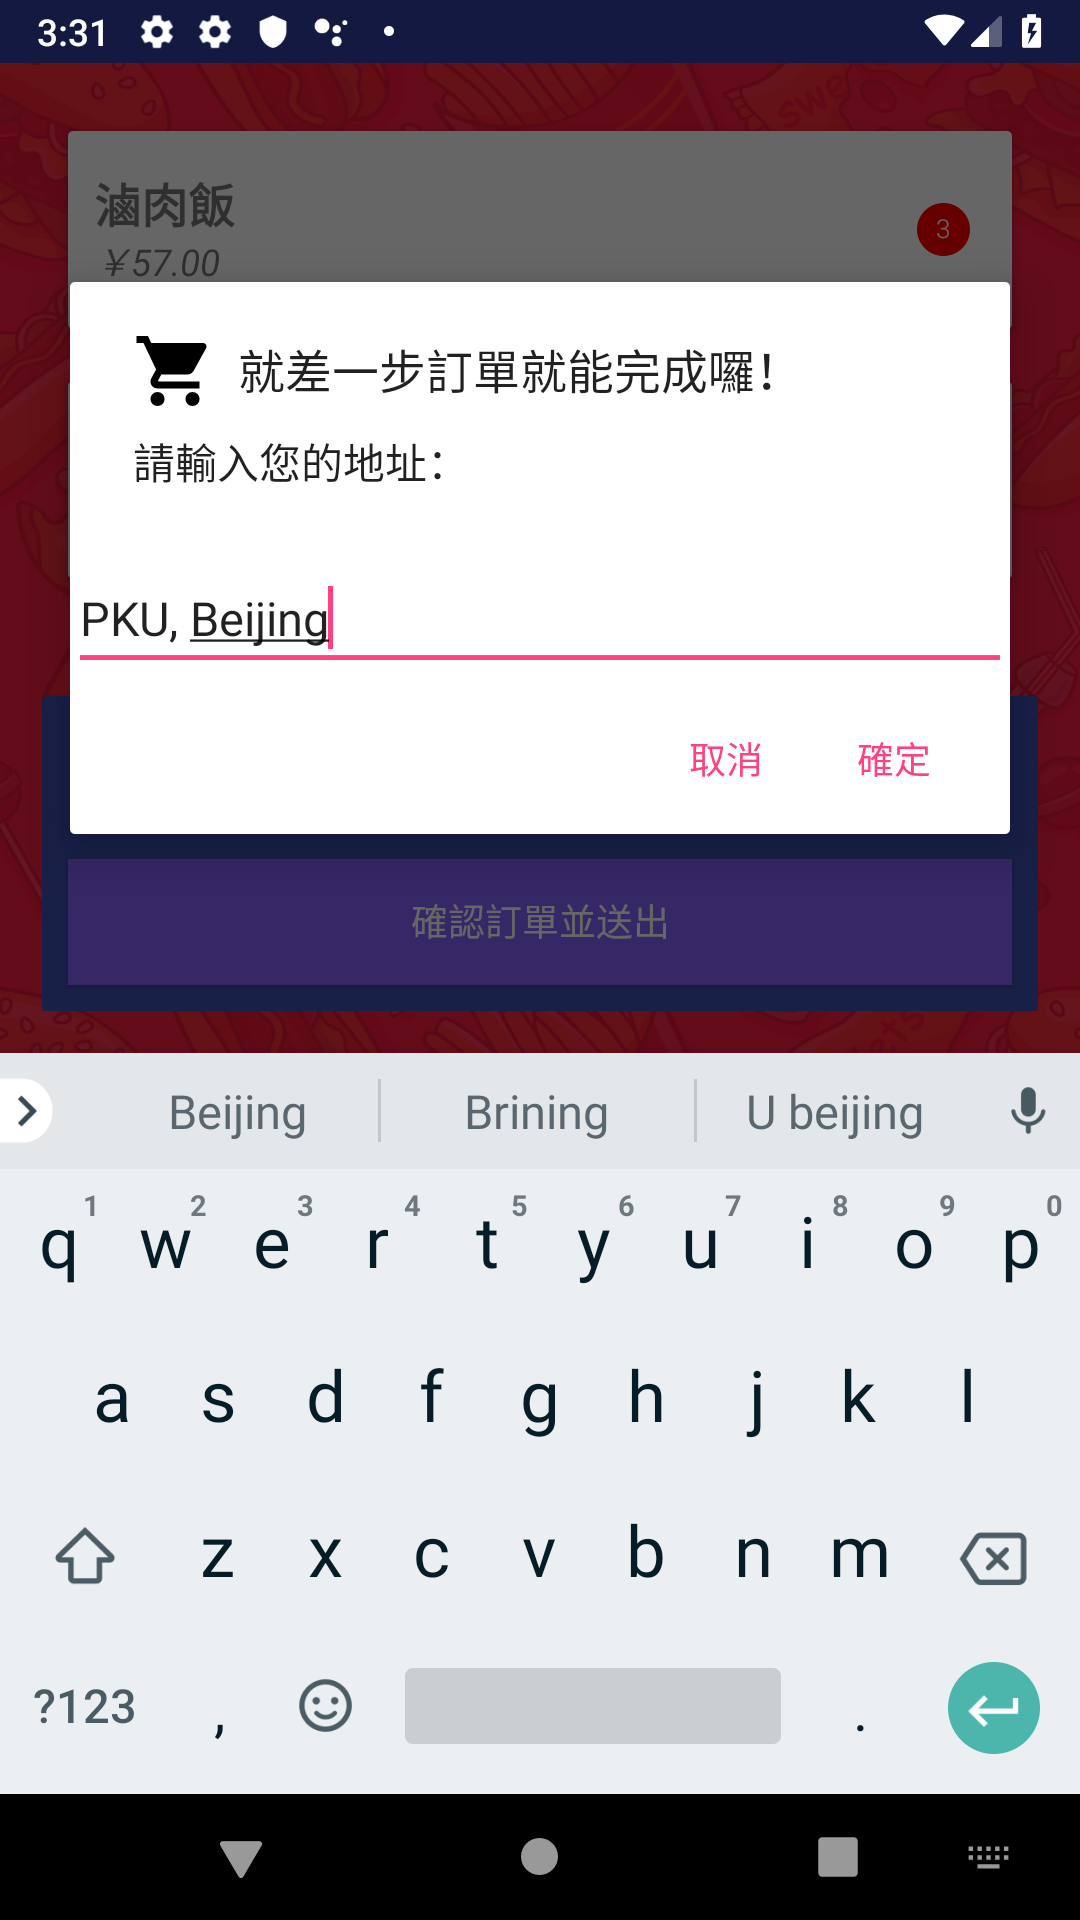 3:31
滷肉飯
¥57.00
3
就差一步訂單就能完成囉！
請輸入您的地址：
PKU, Beijing
取消 確定
確認訂單並送出
Beijing Brining U beijing
1 2 3 4 5 6 7 8 9 0
q w e r t y u i o p
a s d f g h j k l
z x c v b n m
?123 , .